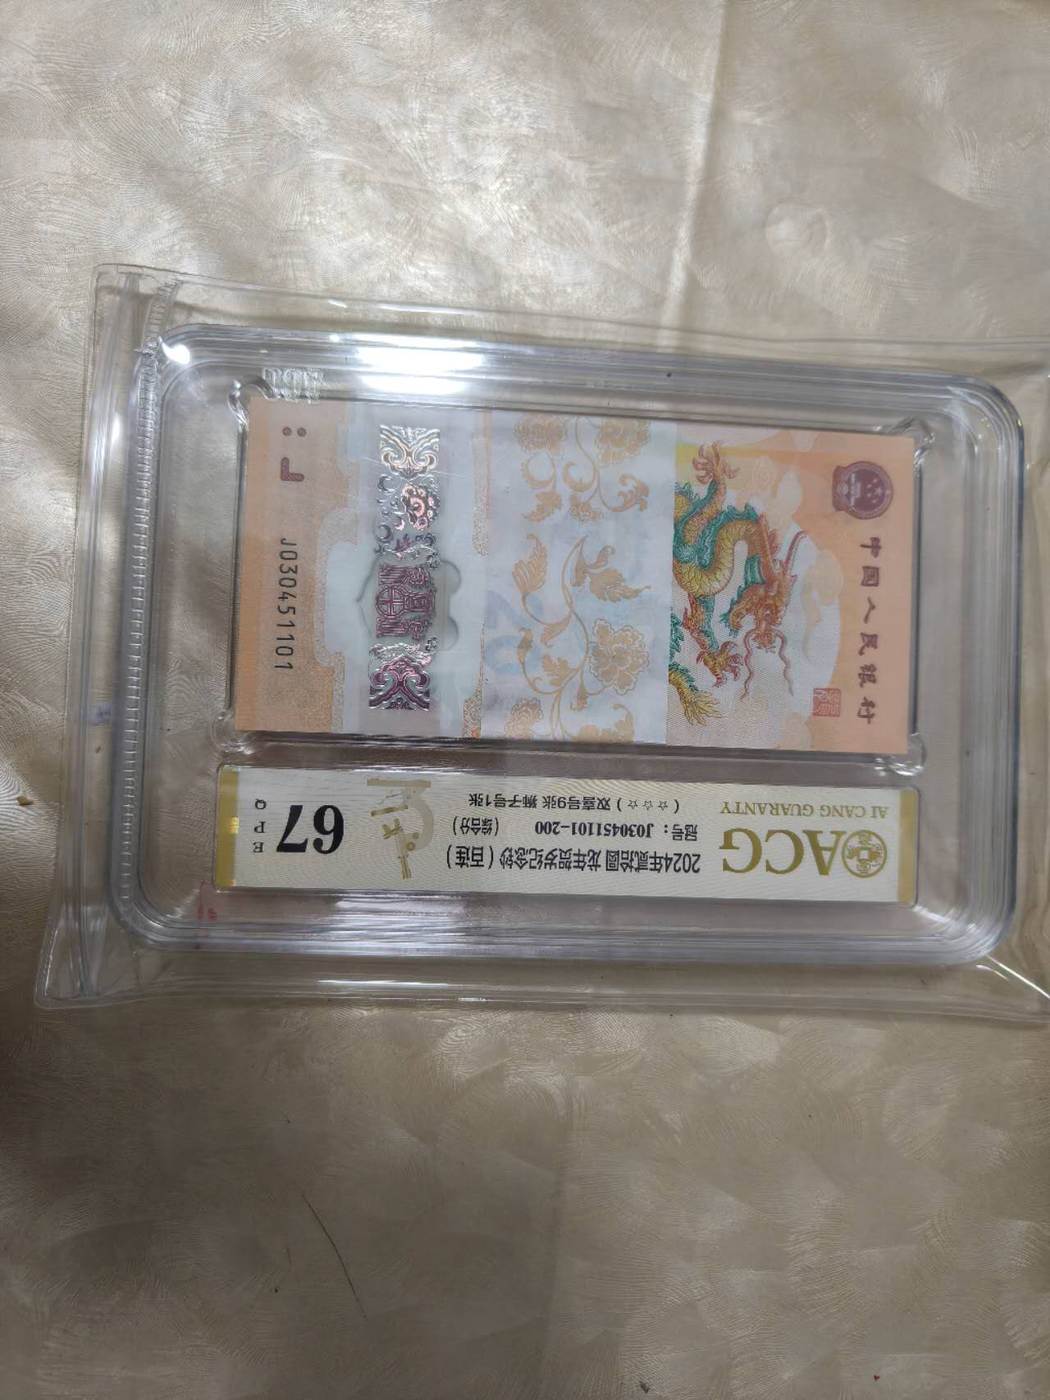 中国人民银行
J030451101
ACG
AI CANG GUARANTY
2024年贰拾圆 龙年贺岁纪念钞 (百连)
冠号: J030451101-200 (综合分)
(☆☆☆) 双喜号9张 狮子号1张
67
E P Q